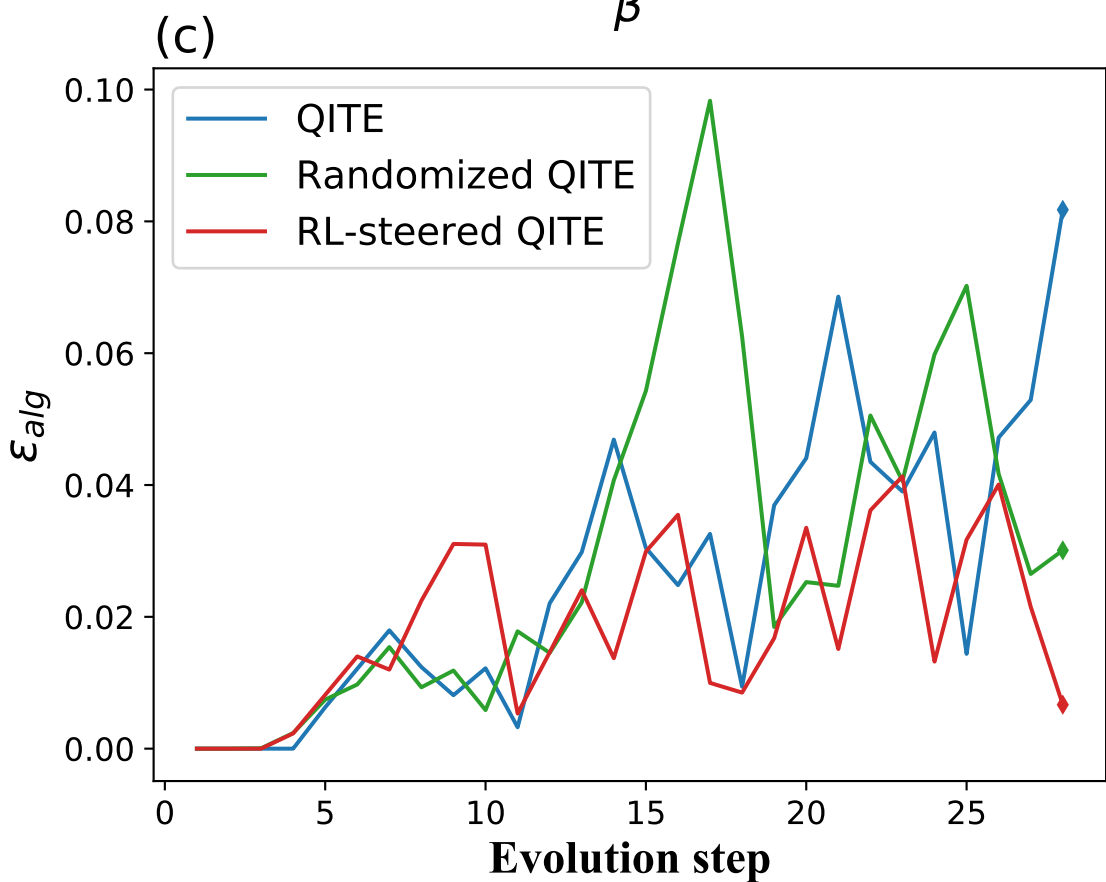 β
(c)
QITE
Randomized QITE
RL-steered QITE
0.10
0.08
0.06
0.04
0.02
0.00
ε_alg
0 5 10 15 20 25
Evolution step